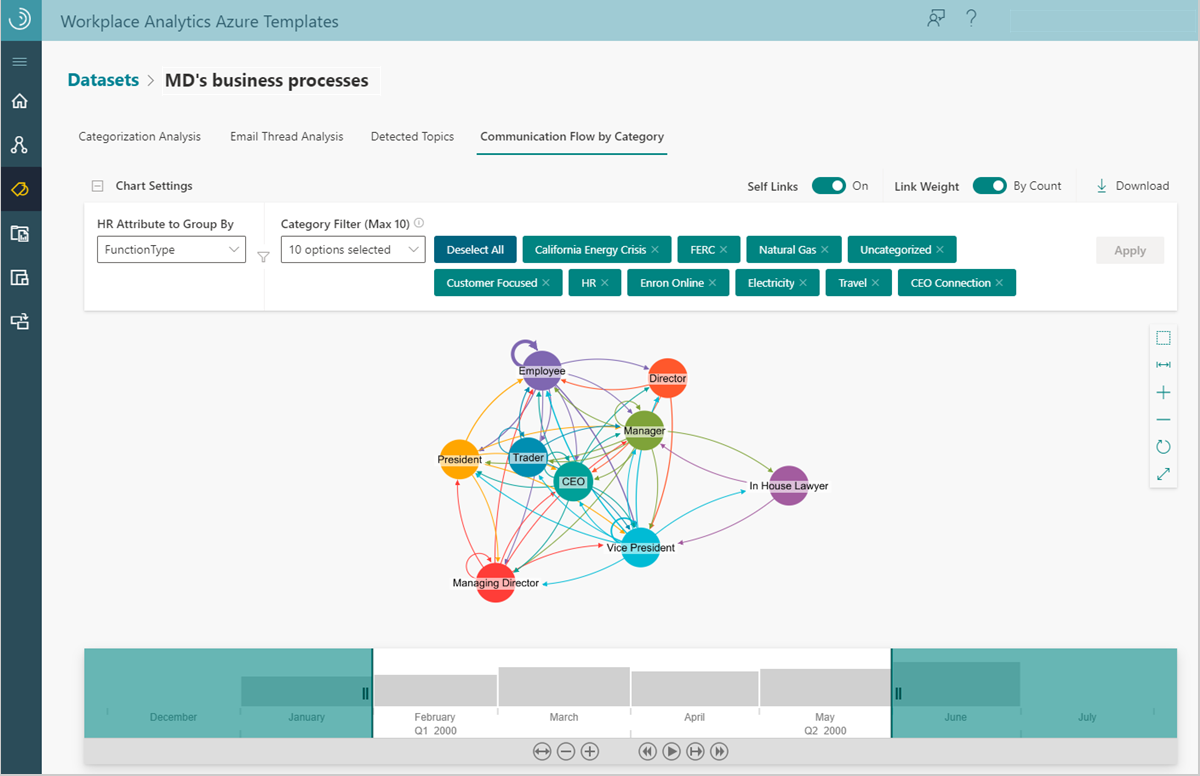 Workplace Analytics Azure Templates
Datasets > MD's business processes
Categorization Analysis Email Thread Analysis Detected Topics Communication Flow by Category
Chart Settings Self Links On Link Weight By Count Download
HR Attribute to Group By Category Filter (Max 10)
FunctionType 10 options selected Deselect All California Energy Crisis × FERC × Natural Gas × Uncategorized × Apply
Customer Focused × HR × Enron Online × Electricity × Travel × CEO Connection ×
Employee
Director
Manager
President
Trader
CEO
In House Lawyer
Vice President
Managing Director
December January February March April May June July
Q1 2000 Q2 2000